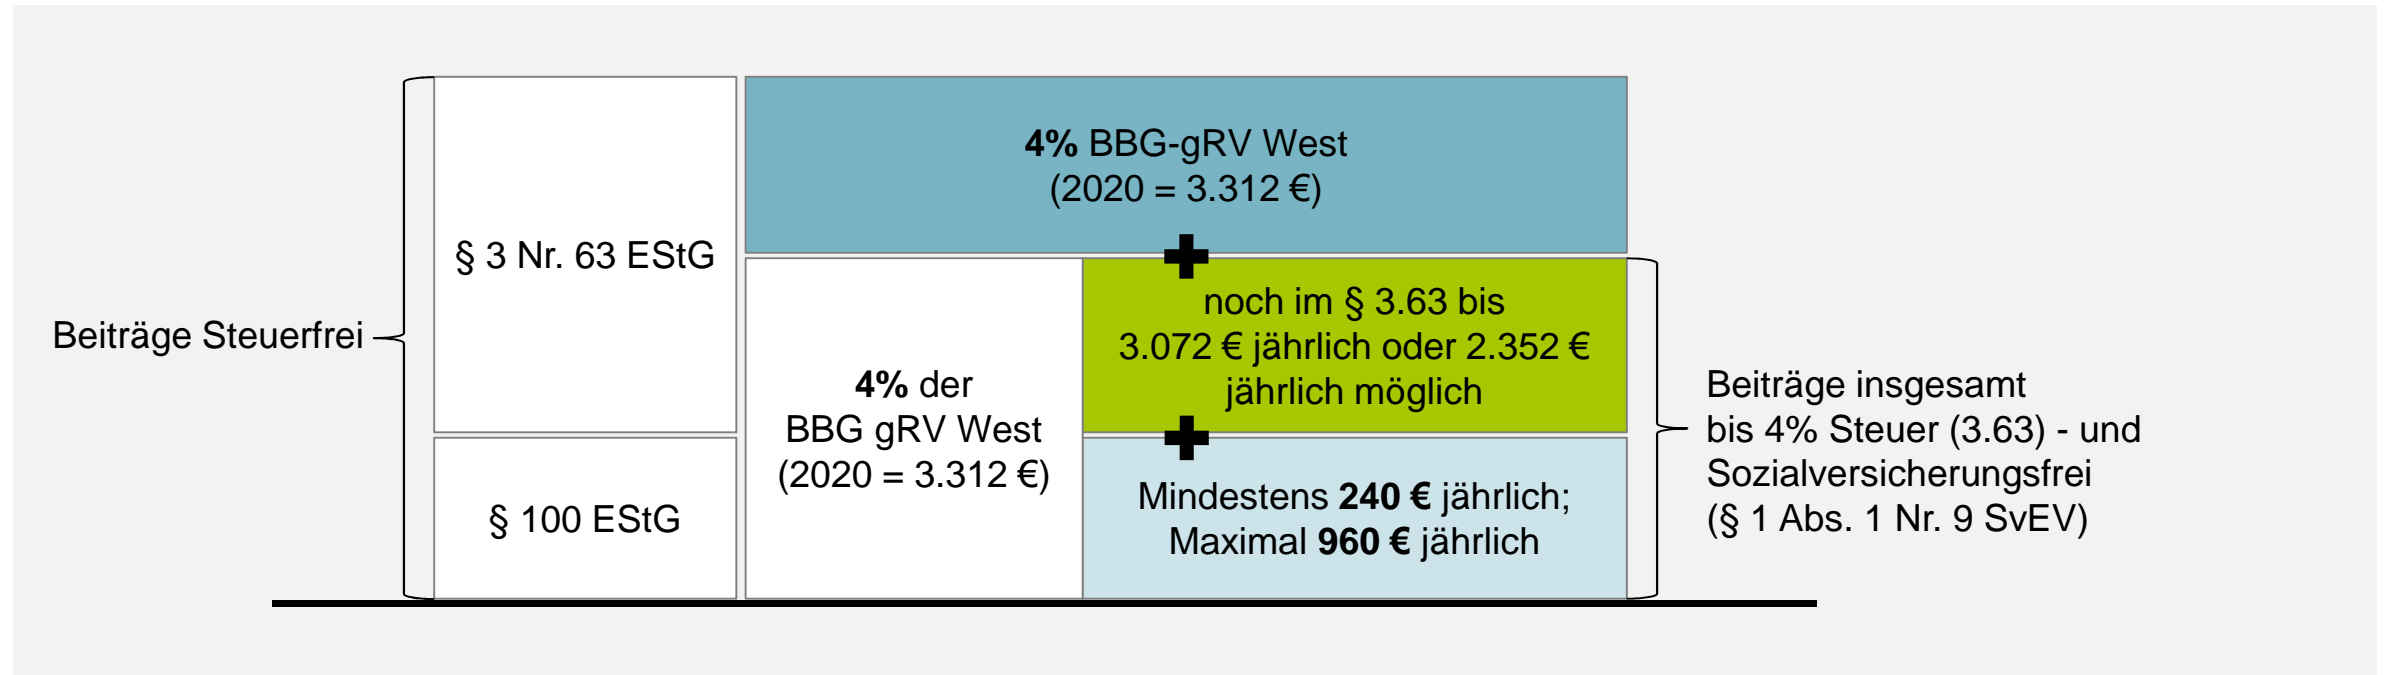 Beiträge Steuerfrei
§ 3 Nr. 63 EStG
§ 100 EStG
4% BBG-gRV West
(2020 = 3.312 €)
4% der
BBG gRV West
(2020 = 3.312 €)
noch im § 3.63 bis
3.072 € jährlich oder 2.352 €
jährlich möglich
Mindestens 240 € jährlich;
Maximal 960 € jährlich
Beiträge insgesamt
bis 4% Steuer (3.63) - und
Sozialversicherungsfrei
(§ 1 Abs. 1 Nr. 9 SvEV)